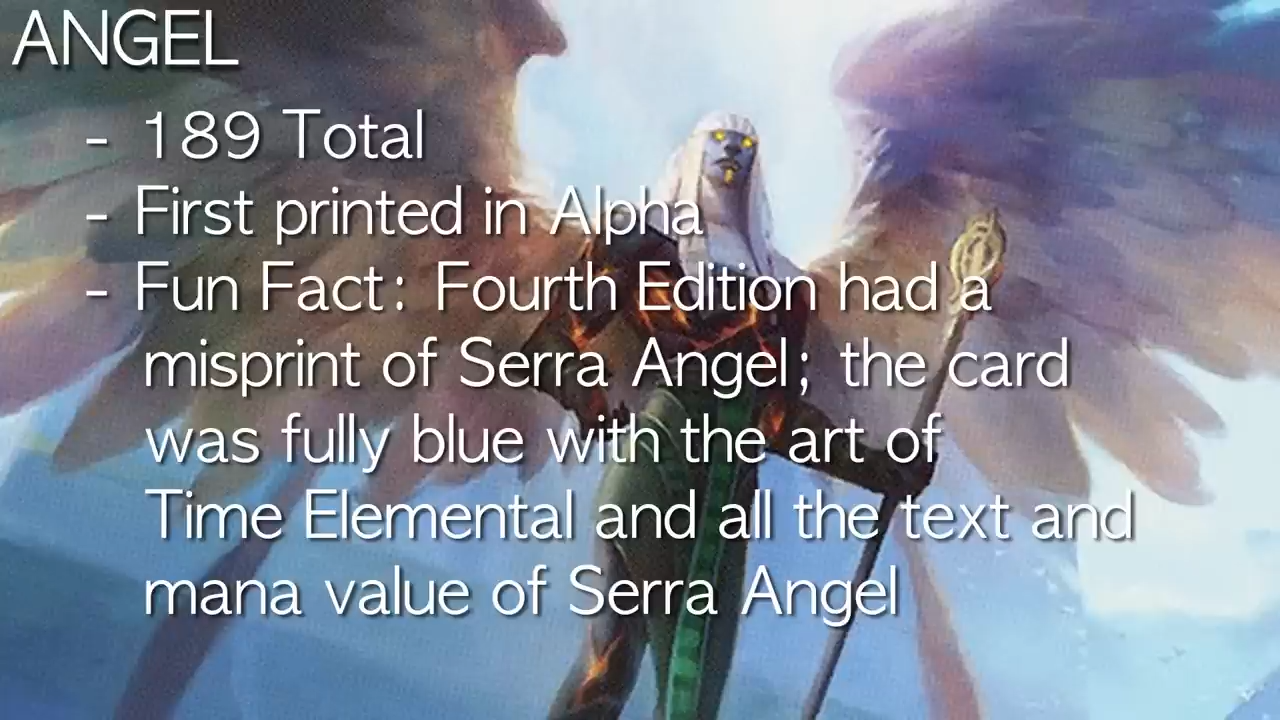 ANGEL
- 189 Total
- First printed in Alpha
- Fun Fact: Fourth Edition had a
misprint of Serra Angel; the card
was fully blue with the art of
Time Elemental and all the text and
mana value of Serra Angel